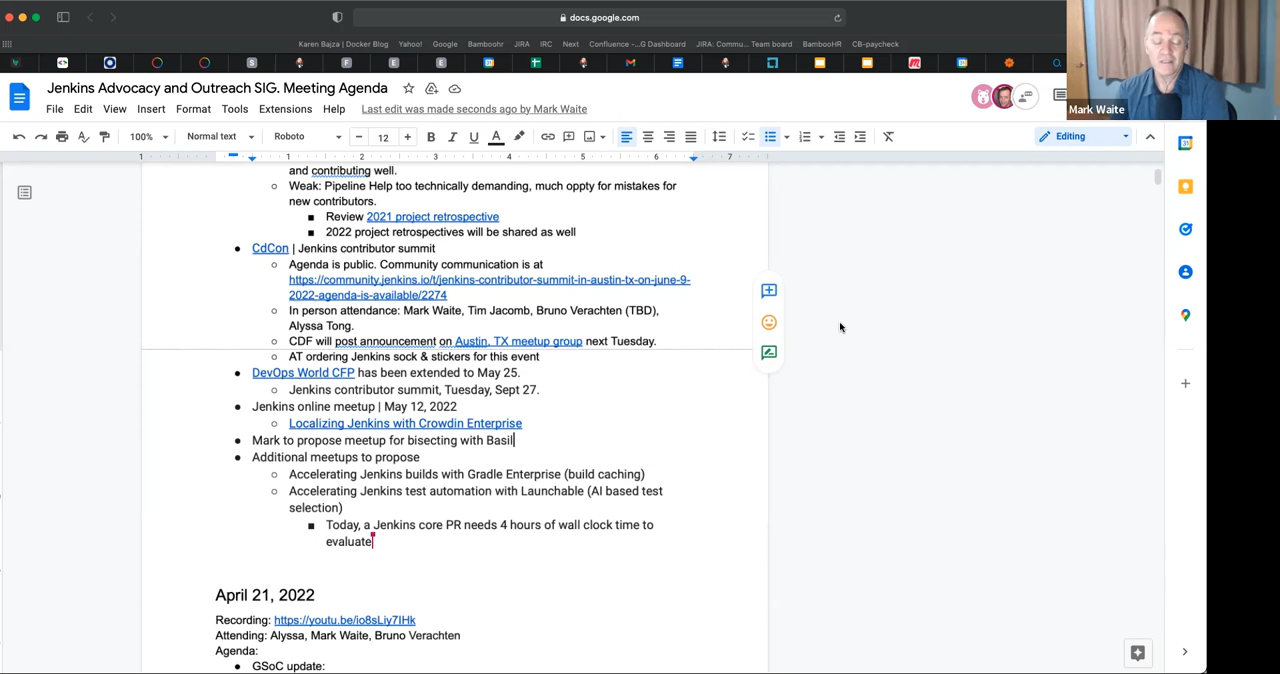 docs.google.com
Karen Bajza | Docker Blog Yahoo! Google Bamboohr JIRA IRC Next Confluence -...G Dashboard JIRA: Commu... Team board BambooHR CB-paycheck
Jenkins Advocacy and Outreach SIG. Meeting Agenda
Mark Waite
File Edit View Insert Format Tools Extensions Help Last edit was made seconds ago by Mark Waite
100% Normal text Roboto 12 Editing
1 1 2 3 4 5 6 7
and contributing well.
Weak: Pipeline Help too technically demanding, much oppty for mistakes for
new contributors.
Review 2021 project retrospective
2022 project retrospectives will be shared as well
CdCon | Jenkins contributor summit
Agenda is public. Community communication is at
https://community.jenkins.io/t/jenkins-contributor-summit-in-austin-tx-on-june-9-
2022-agenda-is-available/2274
In person attendance: Mark Waite, Tim Jacomb, Bruno Verachten (TBD),
Alyssa Tong.
CDF will post announcement on Austin, TX meetup group next Tuesday.
AT ordering Jenkins sock & stickers for this event
DevOps World CFP has been extended to May 25.
Jenkins contributor summit, Tuesday, Sept 27.
Jenkins online meetup | May 12, 2022
Localizing Jenkins with Crowdin Enterprise
Mark to propose meetup for bisecting with Basil
Additional meetups to propose
Accelerating Jenkins builds with Gradle Enterprise (build caching)
Accelerating Jenkins test automation with Launchable (AI based test
selection)
Today, a Jenkins core PR needs 4 hours of wall clock time to
evaluate
April 21, 2022
Recording: https://youtu.be/io8sLiy7IHk
Attending: Alyssa, Mark Waite, Bruno Verachten
Agenda:
GSoC update: